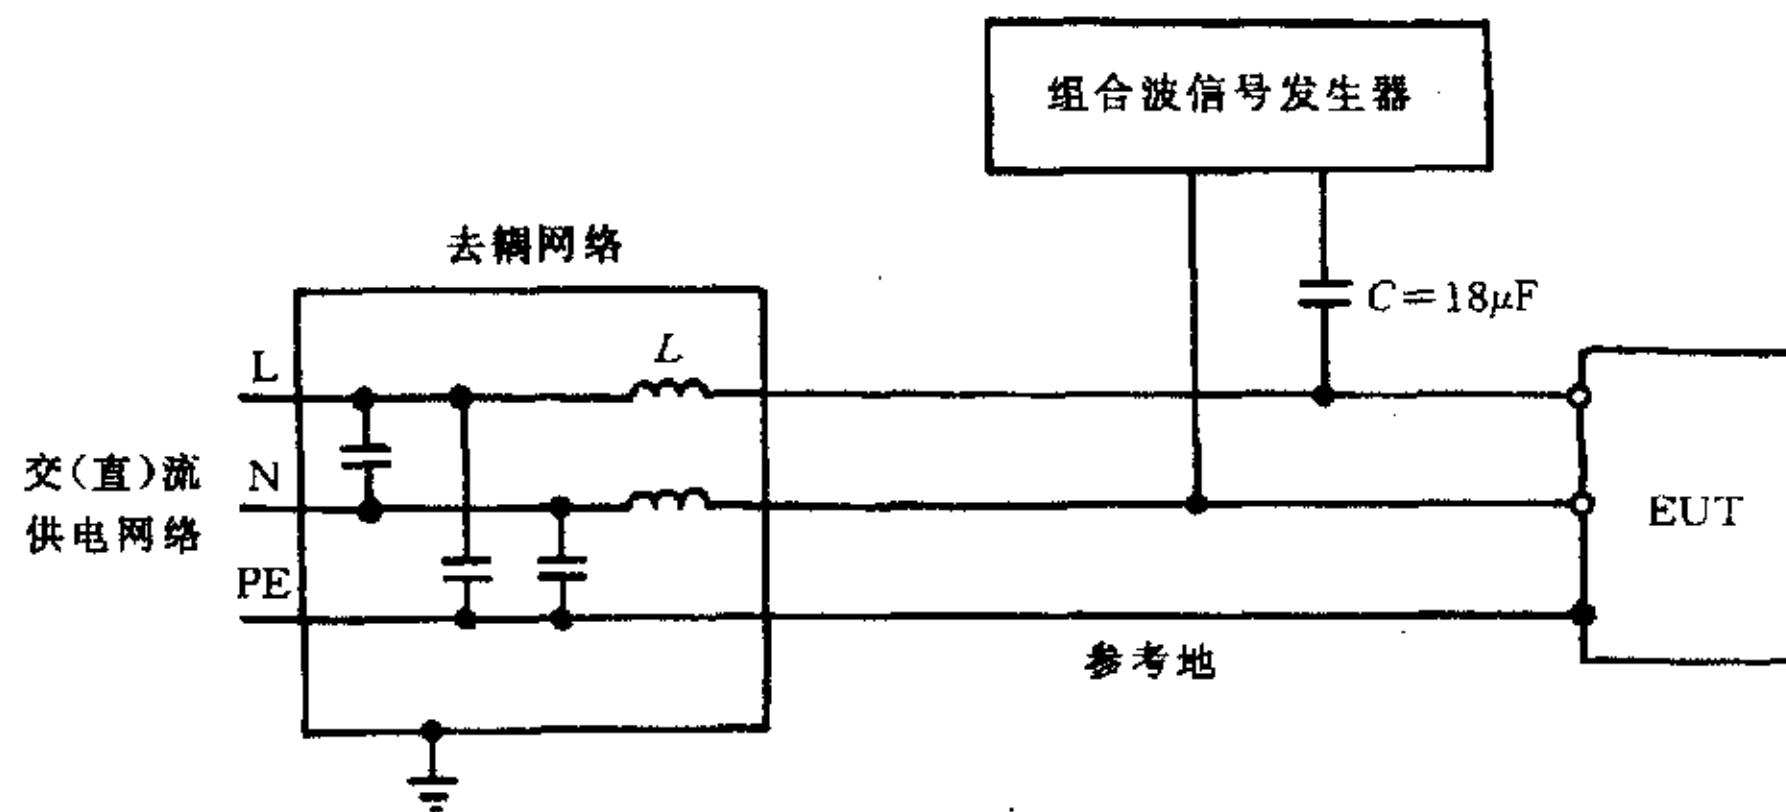 组合波信号发生器
去耦网络
C=18μF
L
L
交(直)流
供电网络
N
EUT
PE
参考地